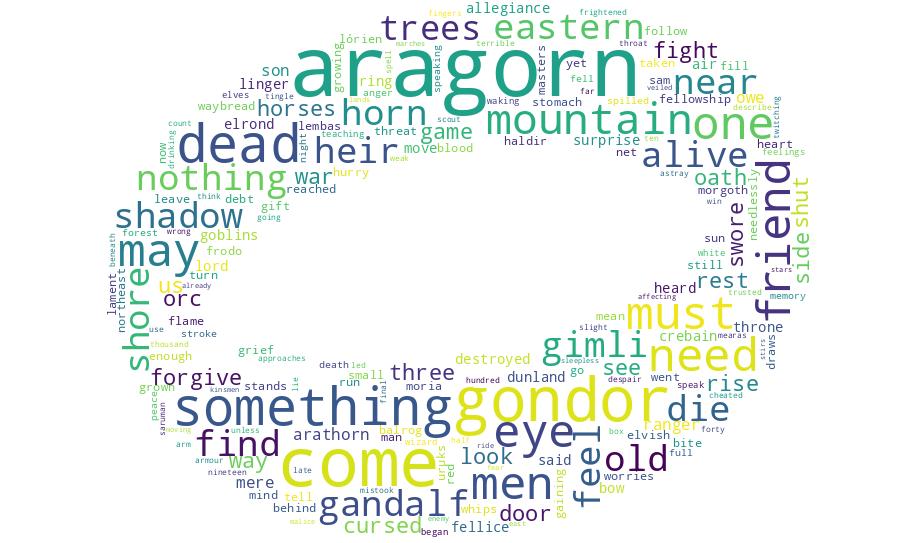 allegiance frightened
fingers
trees eastern follow
lórien marches terrible throat
growing spell speaking masters yet air fill
aragorn fight
son ring anger fell taken sam veiled near
linger elves tingle waking stomach far spilled fellowship owe
waybread horses horn lands scout mountain one describe twitching
elrond lembas teaching threat game haldir surprise heart
count dead night heir move blood net alive feelings
now drinking hurry weak ten astray oath
nothing war reached morgoth needlessly
leave think debt gift win swore friend side shut
shadow going sun
forest wrong goblins white trusted stars
beneath may frodo still
lament northeast lord turn heard rest memory
shore us already affecting
use orc mean must
thousand flame slight crebain throne
stroke gimli stirs draws
enough grief approaches sleepless destroyed need mearas
grown forgive kinsmen lie death led three go see despair went speak rise
peace stands run small final moria hundred dunland cheated
saruman something gondor ranger die
moving unless arathorn balrog man wizard half eye box elvish forty bite
arm find ride said feel worries full
armour way come uruks look old
nineteen mere late red men
mind tell mistook fear gaining bow
behind gandalf whips door
malice cursed began enemy fellice east